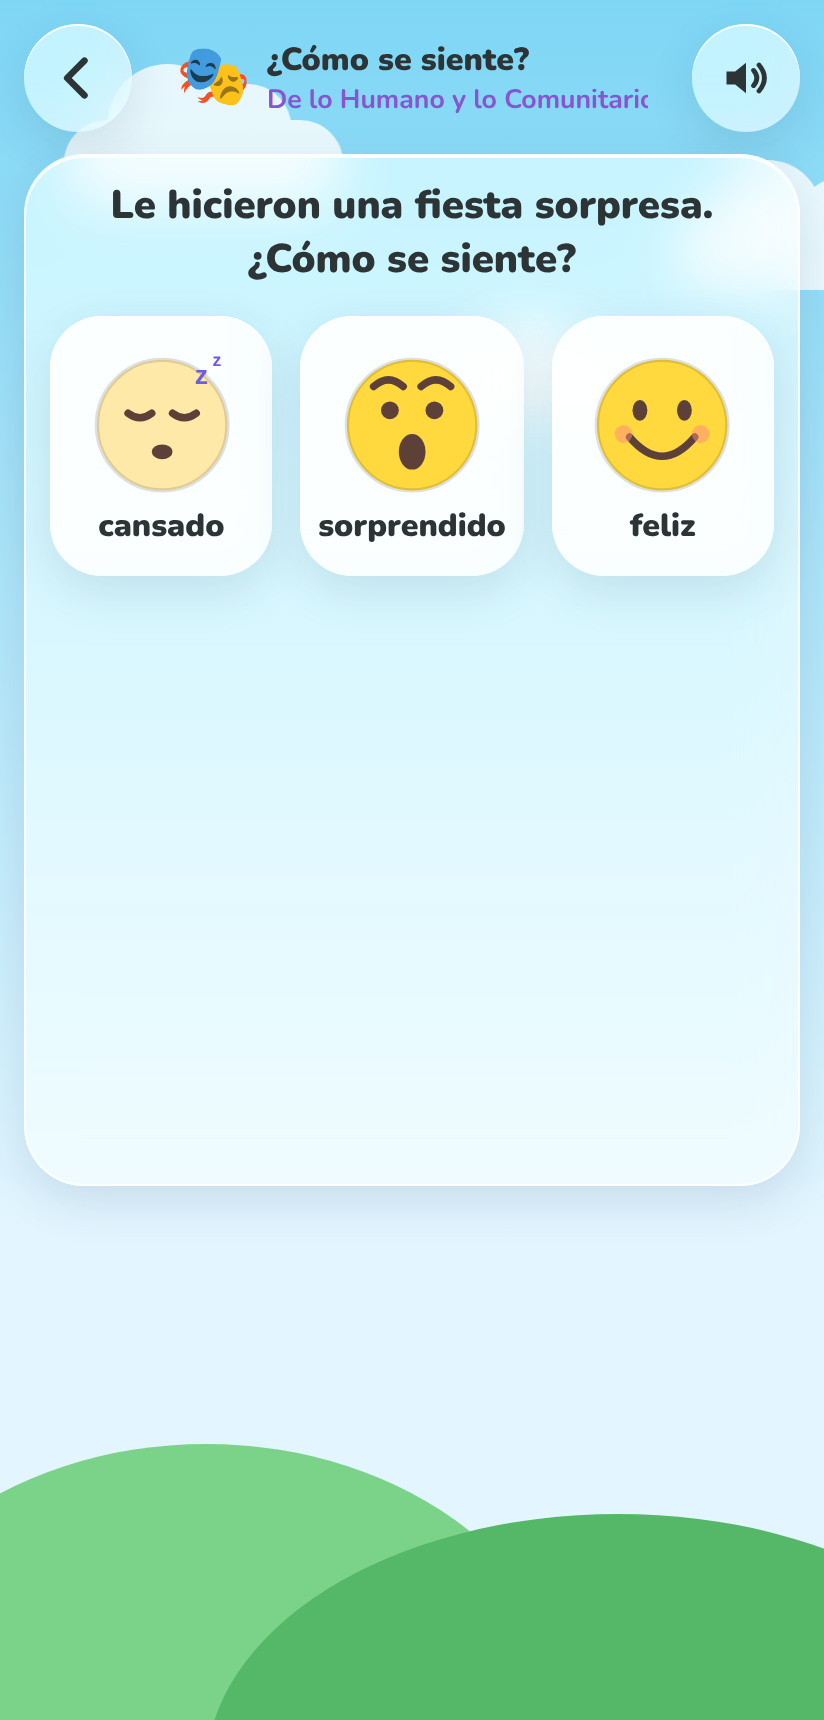 ¿Cómo se siente?
De lo Humano y lo Comunitario
Le hicieron una fiesta sorpresa.
¿Cómo se siente?
z
z
cansado
sorprendido
feliz